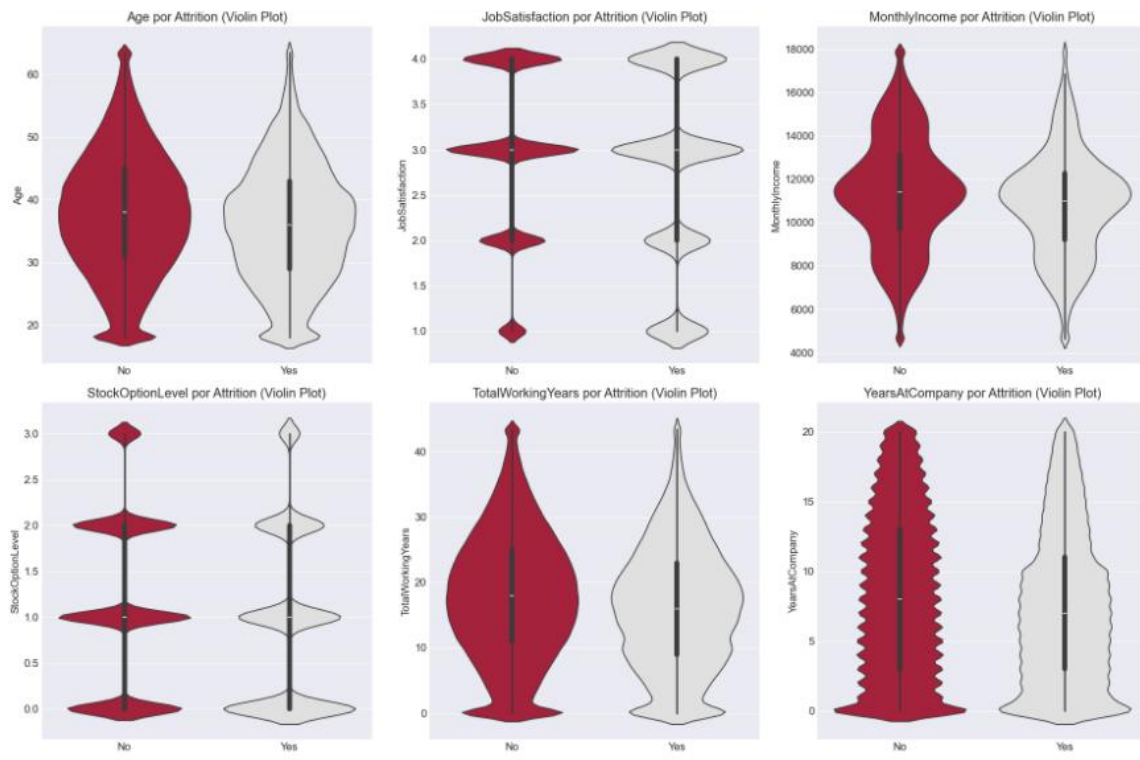 Age por Attrition (Violin Plot)
Age
60
50
40
30
20
No
Yes
JobSatisfaction por Attrition (Violin Plot)
JobSatisfaction
4.0
3.5
3.0
2.5
2.0
1.5
1.0
No
Yes
MonthlyIncome por Attrition (Violin Plot)
MonthlyIncome
18000
16000
14000
12000
10000
8000
6000
4000
No
Yes
StockOptionLevel por Attrition (Violin Plot)
StockOptionLevel
3.0
2.5
2.0
1.5
1.0
0.5
0.0
No
Yes
TotalWorkingYears por Attrition (Violin Plot)
TotalWorkingYears
40
30
20
10
0
No
Yes
YearsAtCompany por Attrition (Violin Plot)
YearsAtCompany
20
15
10
5
0
No
Yes